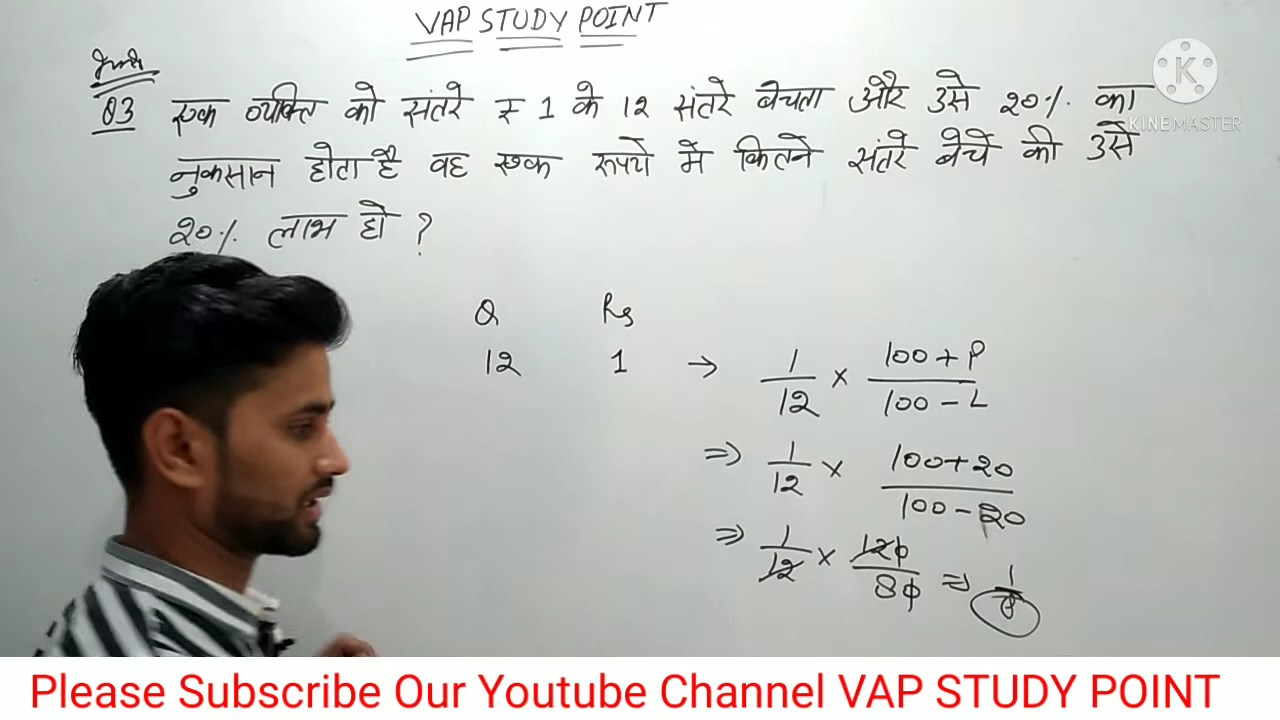 VAP STUDY POINT
K
KINEMASTER
Q3 एक व्यक्ति को संतरे ₹ 1 के 12 संतरे बेचता और उसे 20% का
नुकसान होता है वह एक रूपये में कितने संतरे बेचें की उसे
20% लाभ हो ?
Q Rs
12 1 → 1/12 × 100 + P/100 - L
⇒ 1/12 × 100+20/100-20
⇒ 1/12 × 120/80 ⇒ 1/8
Please Subscribe Our Youtube Channel VAP STUDY POINT